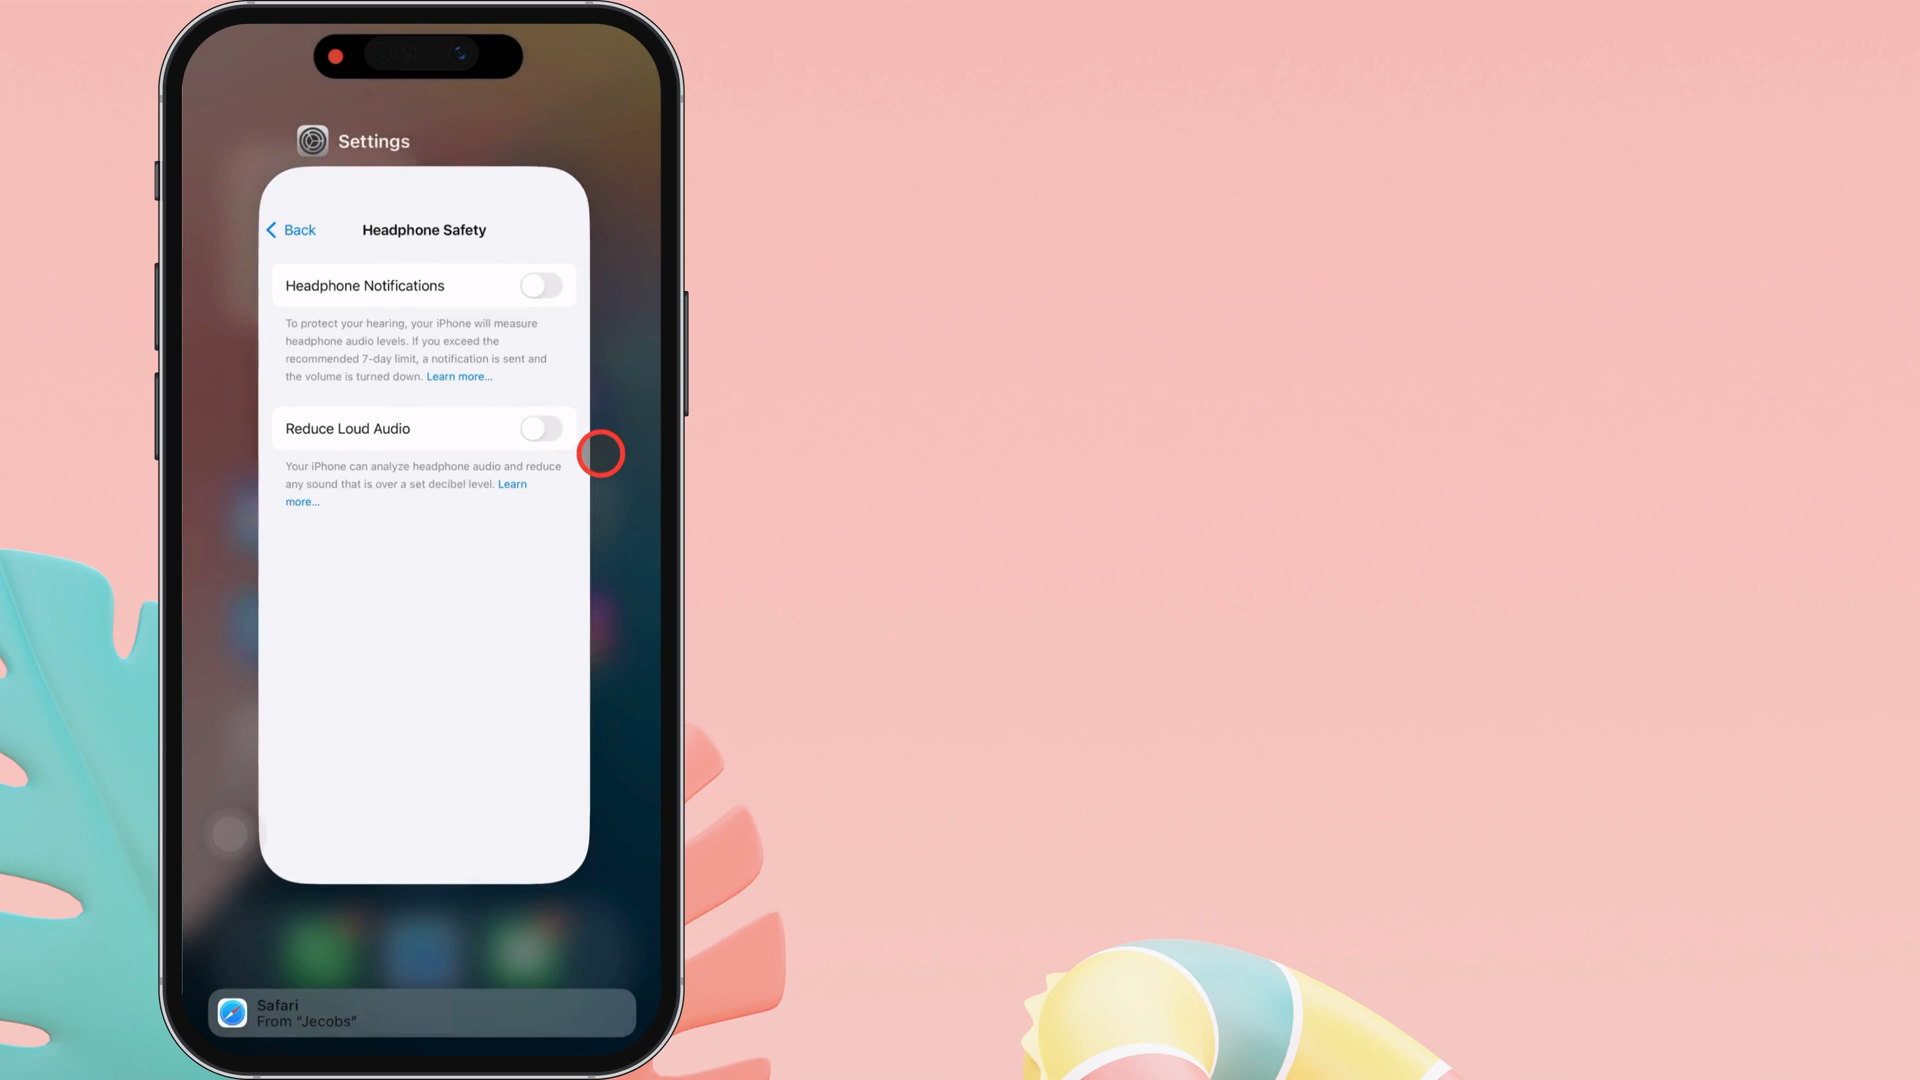 Settings
Back
Headphone Safety
Headphone Notifications
To protect your hearing, your iPhone will measure
headphone audio levels. If you exceed the
recommended 7-day limit, a notification is sent and
the volume is turned down. Learn more...
Reduce Loud Audio
Your iPhone can analyze headphone audio and reduce
any sound that is over a set decibel level. Learn
more...
Safari
From “Jecobs”